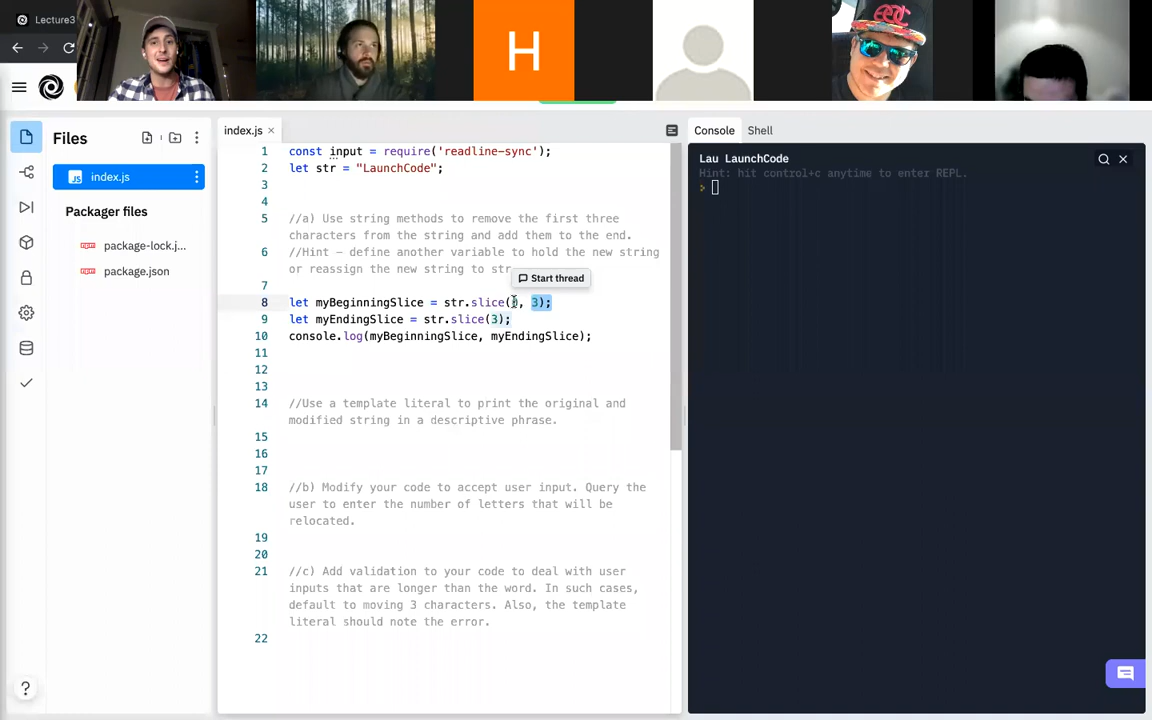 Lecture3
H
Files
index.js
Packager files
package-lock.j...
package.json
index.js
1 const input = require('readline-sync');
2 let str = "LaunchCode";
3
4
5 //a) Use string methods to remove the first three
characters from the string and add them to the end.
6 //Hint – define another variable to hold the new string
or reassign the new string to str
Start thread
7
8 let myBeginningSlice = str.slice( , 3);
9 let myEndingSlice = str.slice(3);
10 console.log(myBeginningSlice, myEndingSlice);
11
12
13
14 //Use a template literal to print the original and
modified string in a descriptive phrase.
15
16
17
18 //b) Modify your code to accept user input. Query the
user to enter the number of letters that will be
relocated.
19
20
21 //c) Add validation to your code to deal with user
inputs that are longer than the word. In such cases,
default to moving 3 characters. Also, the template
literal should note the error.
22
Console Shell
Lau LaunchCode
Hint: hit control+c anytime to enter REPL.
>
?